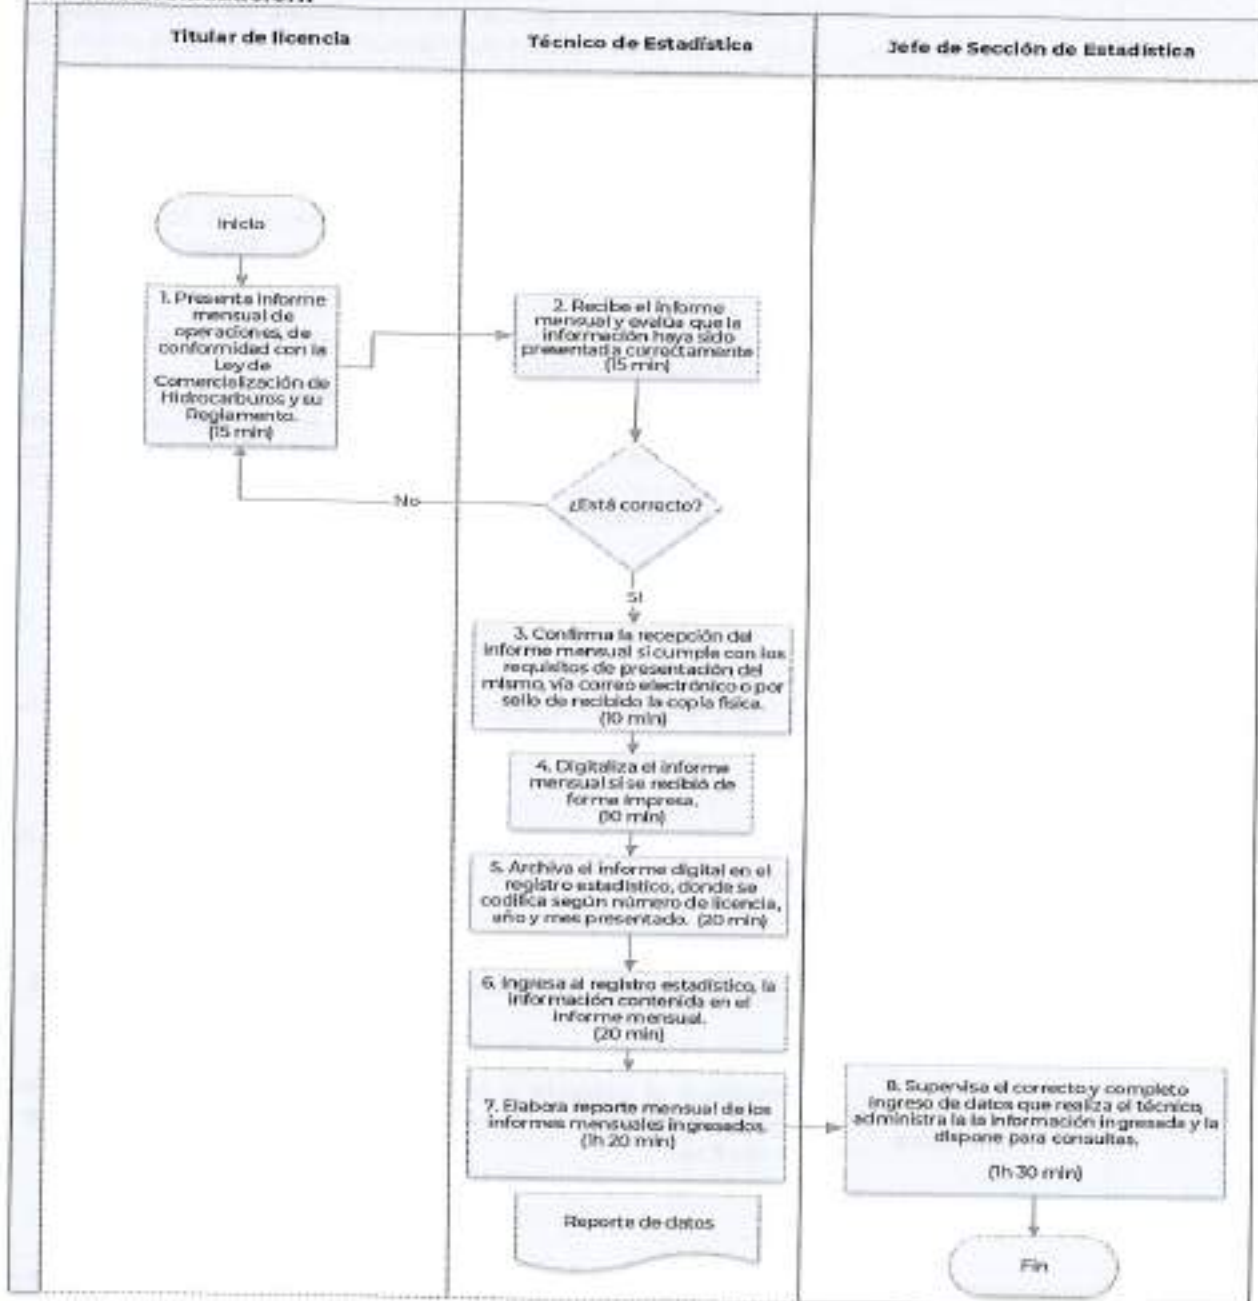 Titular de licencia
Técnico de Estadística
Jefe de Sección de Estadística
Inicio
1. Presenta informe
mensual de
operaciones, de
conformidad con la
Ley de
Comercialización de
Hidrocarburos y su
Reglamento.
(15 min)
2. Recibe el informe
mensual y evalúa que la
información haya sido
presentada correctamente
(15 min)
¿Está correcto?
No
Si
3. Confirma la recepción del
informe mensual si cumple con los
requisitos de presentación del
mismo, vía correo electrónico o por
sello de recibido la copia física.
(10 min)
4. Digitaliza el informe
mensual si se recibió de
forma impresa.
(10 min)
5. Archiva el informe digital en el
registro estadístico, donde se
codifica según número de licencia,
año y mes presentado. (20 min)
6. Ingresa al registro estadístico, la
información contenida en el
informe mensual.
(20 min)
7. Elabora reporte mensual de los
informes mensuales ingresados.
(1h 20 min)
8. Supervisa el correcto y completo
ingreso de datos que realiza el técnico,
administra la la información ingresada y la
dispone para consultas.
(1h 30 min)
Reporte de datos
Fin